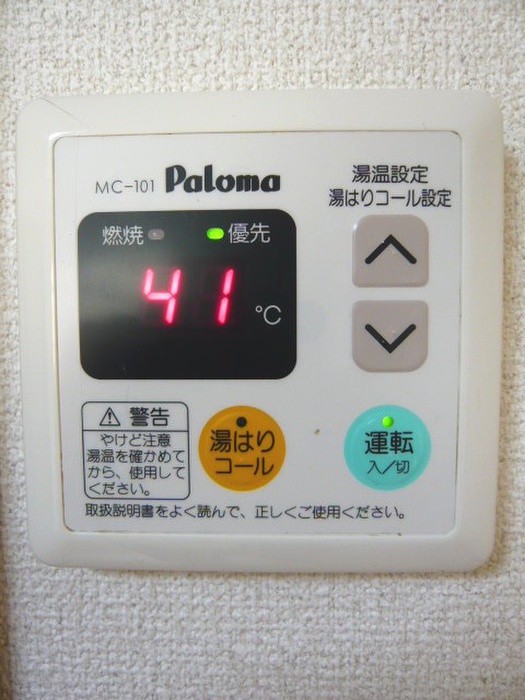 MC-101 Paloma
湯温設定
湯はりコール設定
燃焼 優先
41 ℃
警告
やけど注意
湯温を確かめて
から、使用して
ください。
湯はり
コール
運転
入/切
取扱説明書をよく読んで、正しくご使用ください。